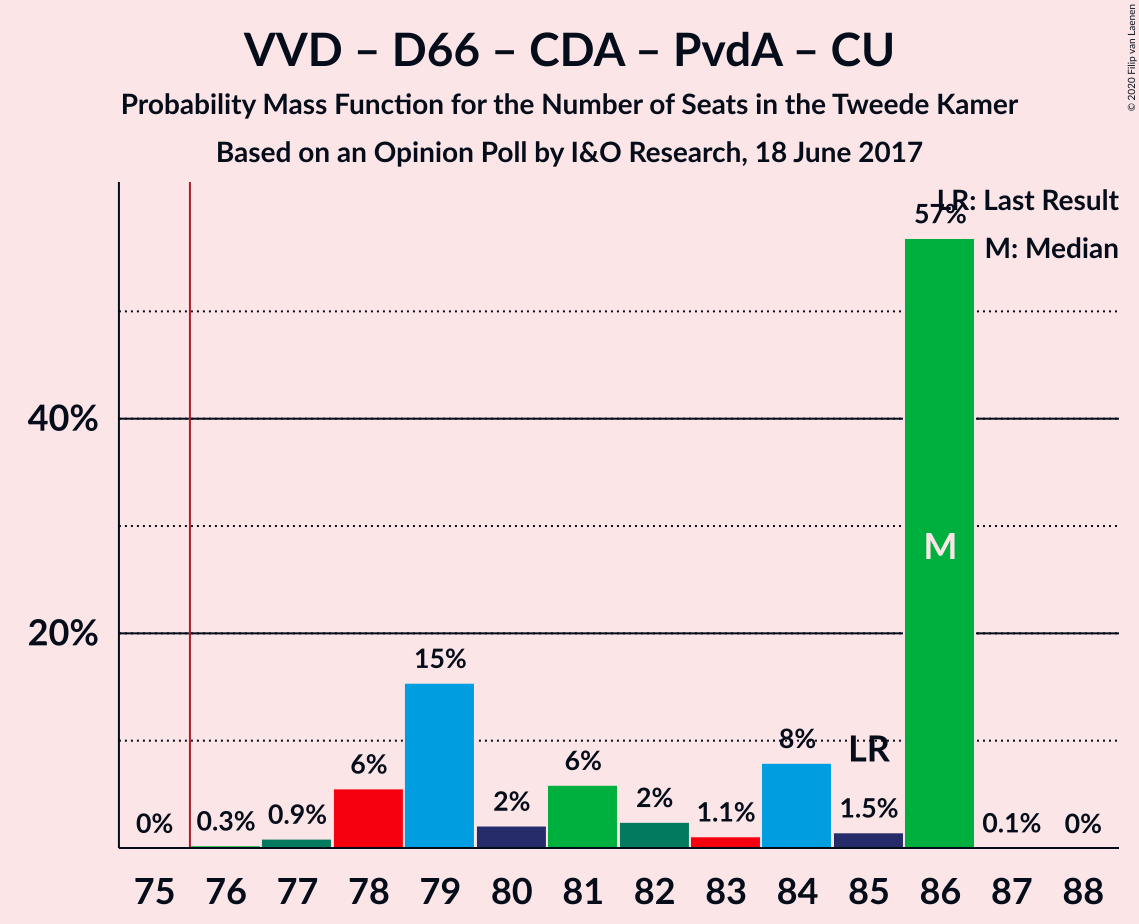 VVD – D66 – CDA – PvdA – CU
Probability Mass Function for the Number of Seats in the Tweede Kamer
Based on an Opinion Poll by I&O Research, 18 June 2017
© 2020 Filip van Laenen
LR: Last Result
M: Median
57%
40%
20%
M
15%
8%
LR
6%
6%
2%
2%
1.1%
1.5%
0%
0.3%
0.9%
0.1%
0%
75 76 77 78 79 80 81 82 83 84 85 86 87 88